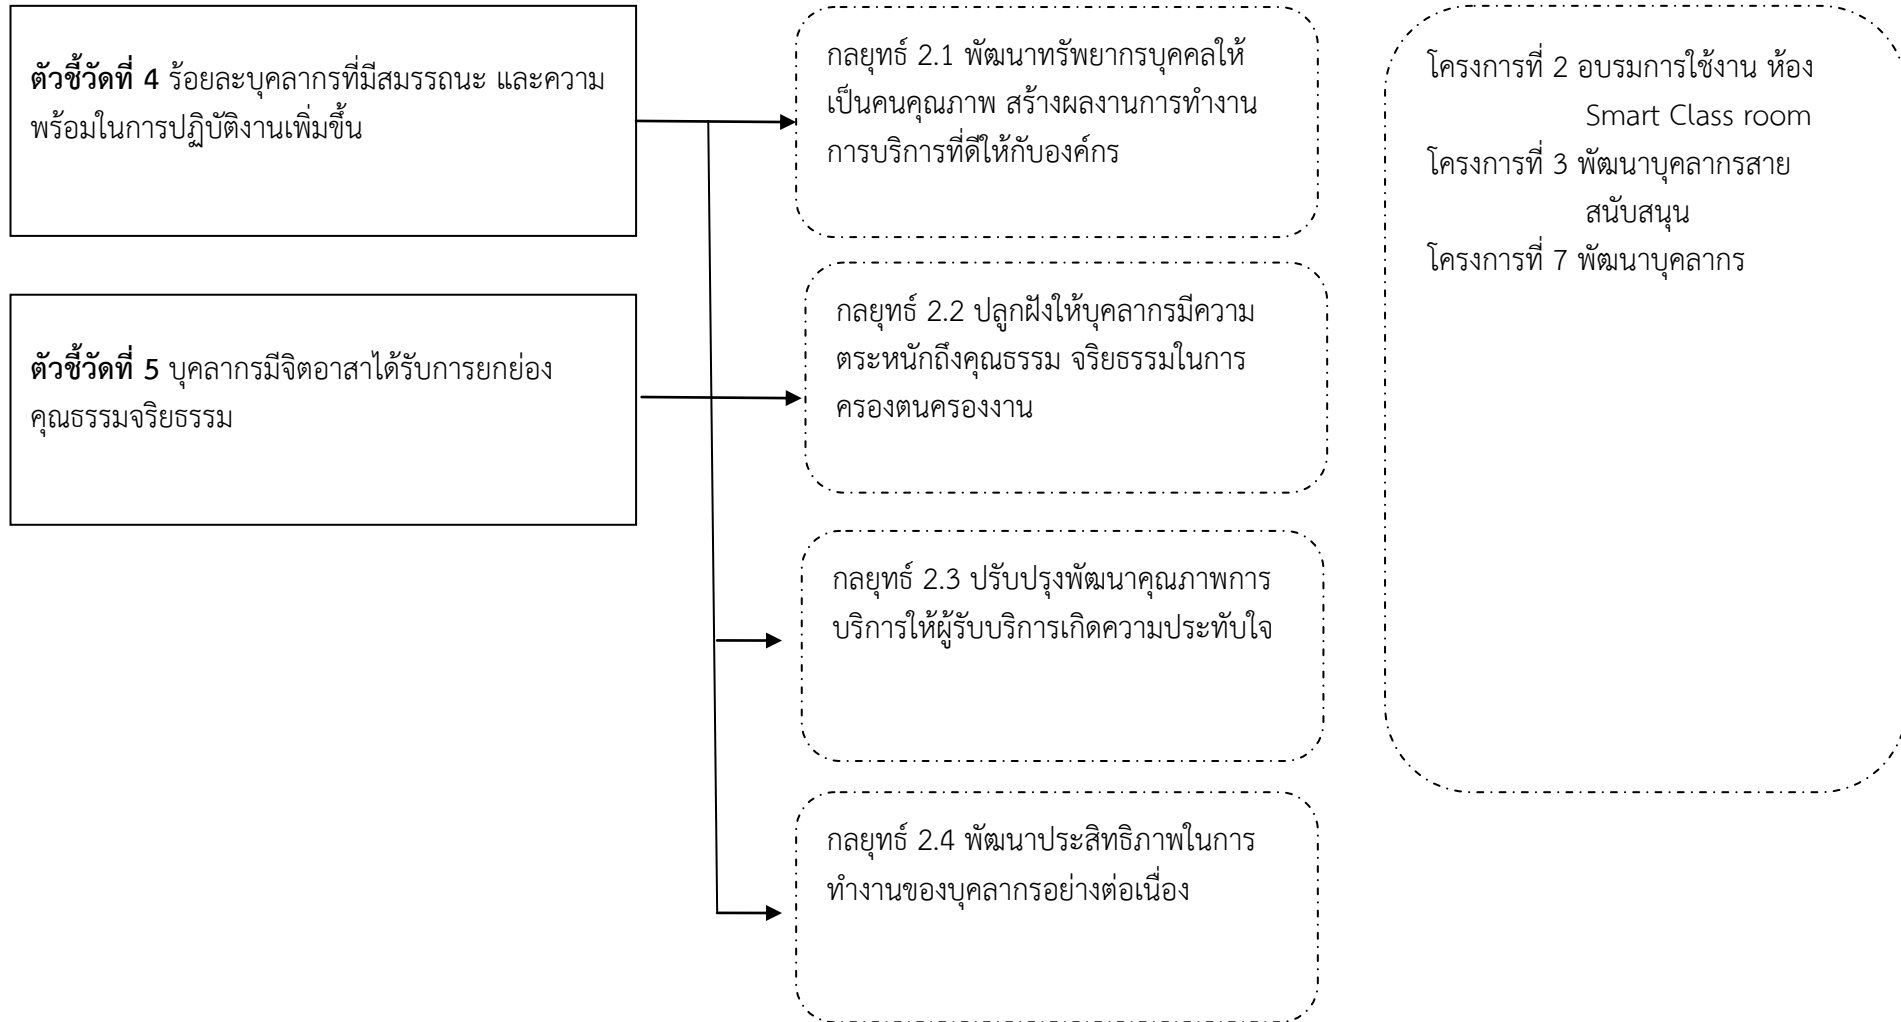 ตัวชี้วัดที่ 4 ร้อยละบุคลากรที่มีสมรรถนะ และความ
พร้อมในการปฏิบัติงานเพิ่มขึ้น
ตัวชี้วัดที่ 5 บุคลากรมีจิตอาสาได้รับการยกย่อง
คุณธรรมจริยธรรม
กลยุทธ์ 2.1 พัฒนาทรัพยากรบุคคลให้
เป็นคนคุณภาพ สร้างผลงานการทำงาน
การบริการที่ดีให้กับองค์กร
กลยุทธ์ 2.2 ปลูกฝังให้บุคลากรมีความ
ตระหนักถึงคุณธรรม จริยธรรมในการ
ครองตนครองงาน
กลยุทธ์ 2.3 ปรับปรุงพัฒนาคุณภาพการ
บริการให้ผู้รับบริการเกิดความประทับใจ
กลยุทธ์ 2.4 พัฒนาประสิทธิภาพในการ
ทำงานของบุคลากรอย่างต่อเนื่อง
โครงการที่ 2 อบรมการใช้งาน ห้อง
Smart Class room
โครงการที่ 3 พัฒนาบุคลากรสาย
สนับสนุน
โครงการที่ 7 พัฒนาบุคลากร